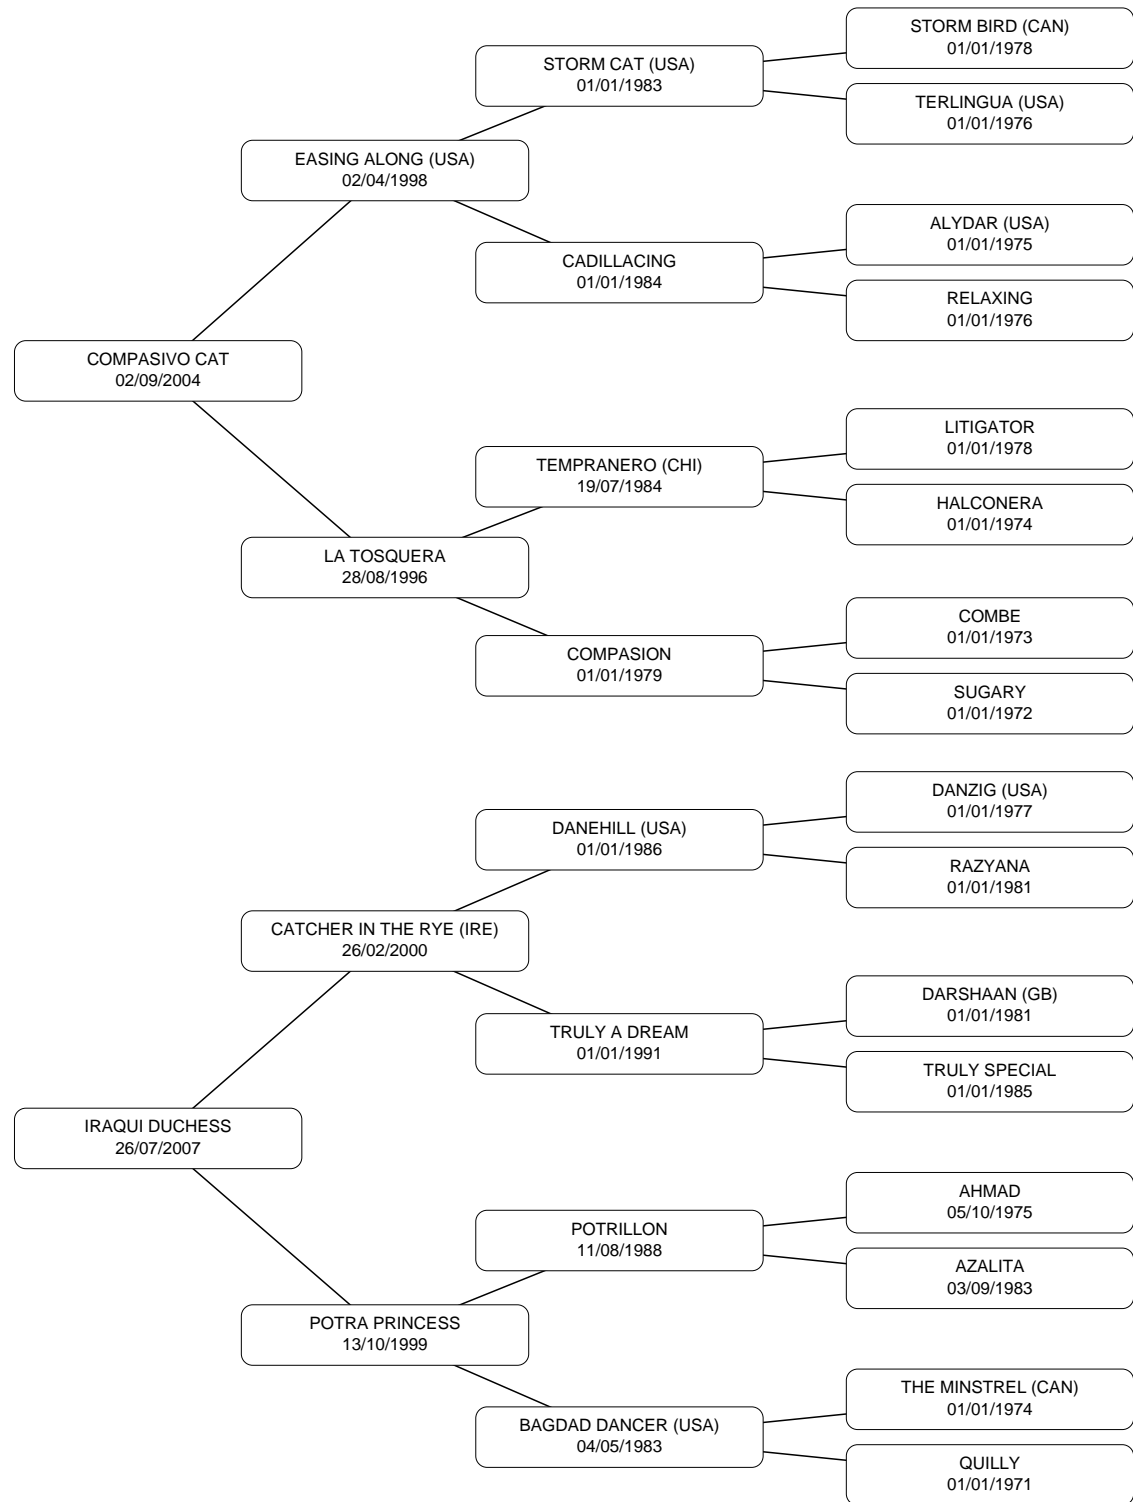 STORM BIRD (CAN)
01/01/1978
STORM CAT (USA)
01/01/1983
TERLINGUA (USA)
01/01/1976
EASING ALONG (USA)
02/04/1998
ALYDAR (USA)
01/01/1975
CADILLACING
01/01/1984
RELAXING
01/01/1976
COMPASIVO CAT
02/09/2004
LITIGATOR
01/01/1978
TEMPRANERO (CHI)
19/07/1984
HALCONERA
01/01/1974
LA TOSQUERA
28/08/1996
COMBE
01/01/1973
COMPASION
01/01/1979
SUGARY
01/01/1972
DANZIG (USA)
01/01/1977
DANEHILL (USA)
01/01/1986
RAZYANA
01/01/1981
CATCHER IN THE RYE (IRE)
26/02/2000
DARSHAAN (GB)
01/01/1981
TRULY A DREAM
01/01/1991
TRULY SPECIAL
01/01/1985
IRAQUI DUCHESS
26/07/2007
AHMAD
05/10/1975
POTRILLON
11/08/1988
AZALITA
03/09/1983
POTRA PRINCESS
13/10/1999
THE MINSTREL (CAN)
01/01/1974
BAGDAD DANCER (USA)
04/05/1983
QUILLY
01/01/1971